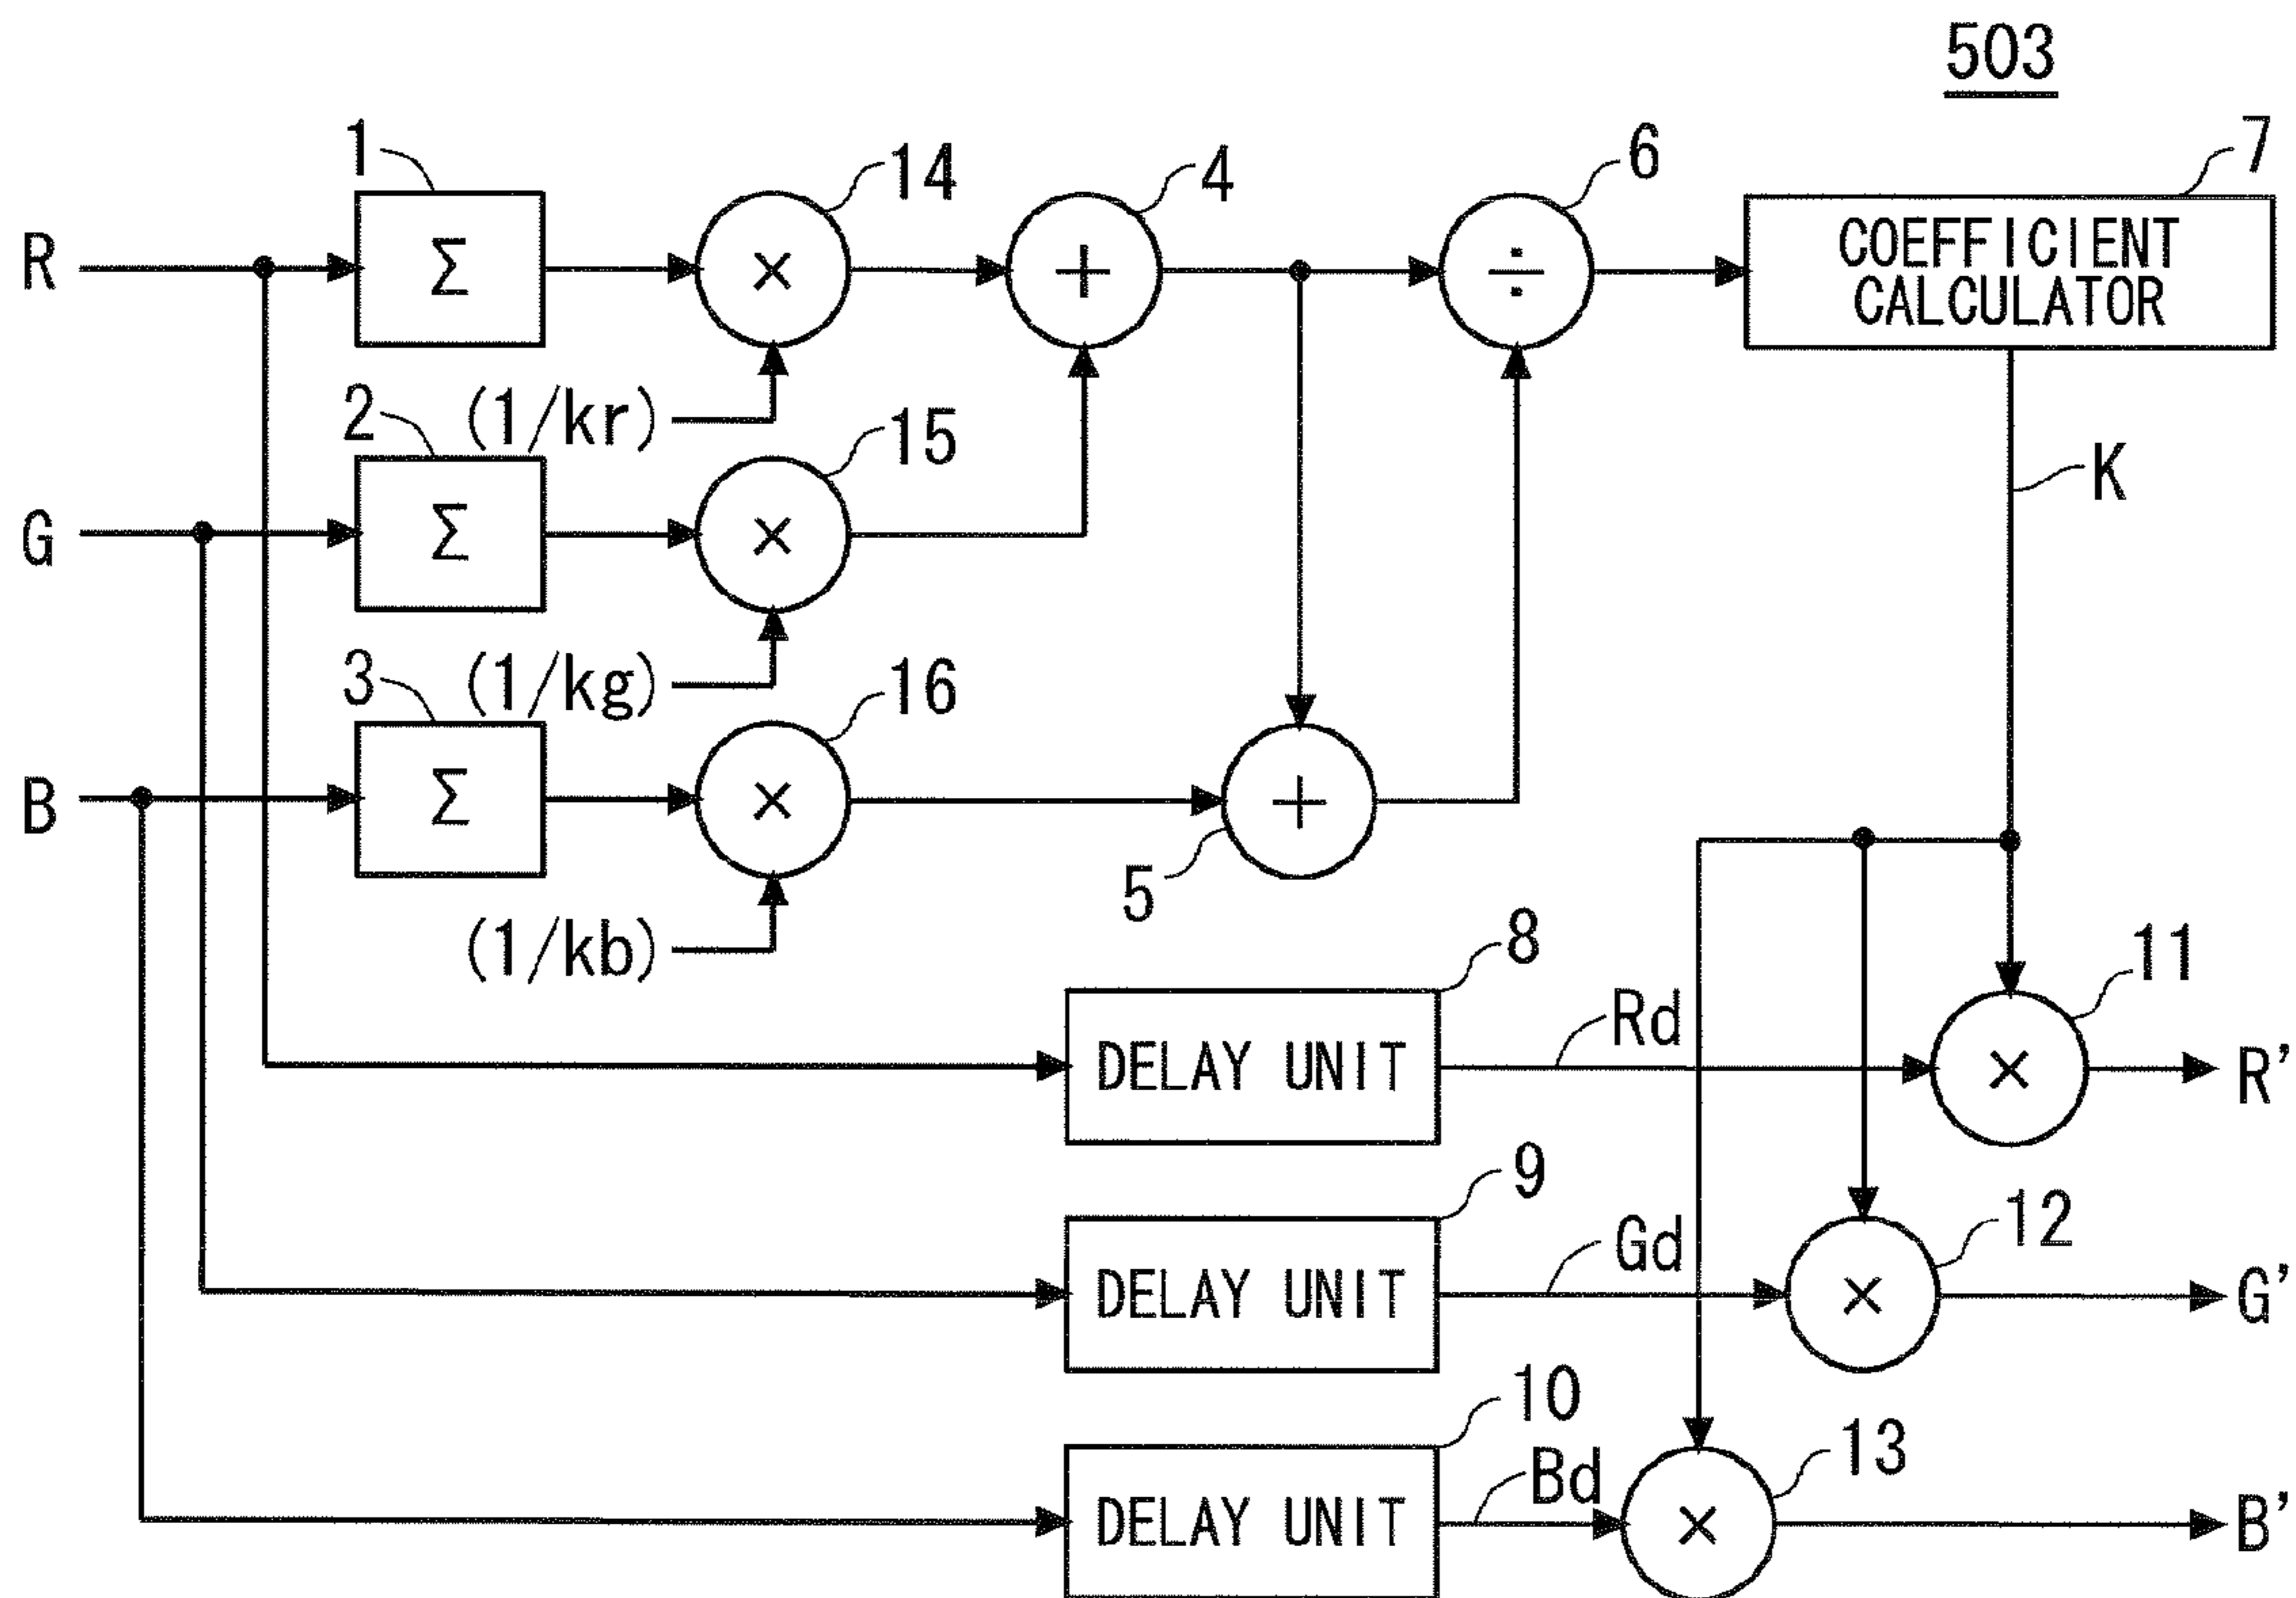 503
1
14
4
6
7
R
Σ
×
+
÷
COEFFICIENT
CALCULATOR
2
(1/kr)
15
K
G
Σ
×
3
(1/kg)
16
B
Σ
×
+
5
(1/kb)
8
11
Rd
DELAY UNIT
×
R'
9
12
Gd
DELAY UNIT
×
G'
10
13
Bd
DELAY UNIT
×
B'